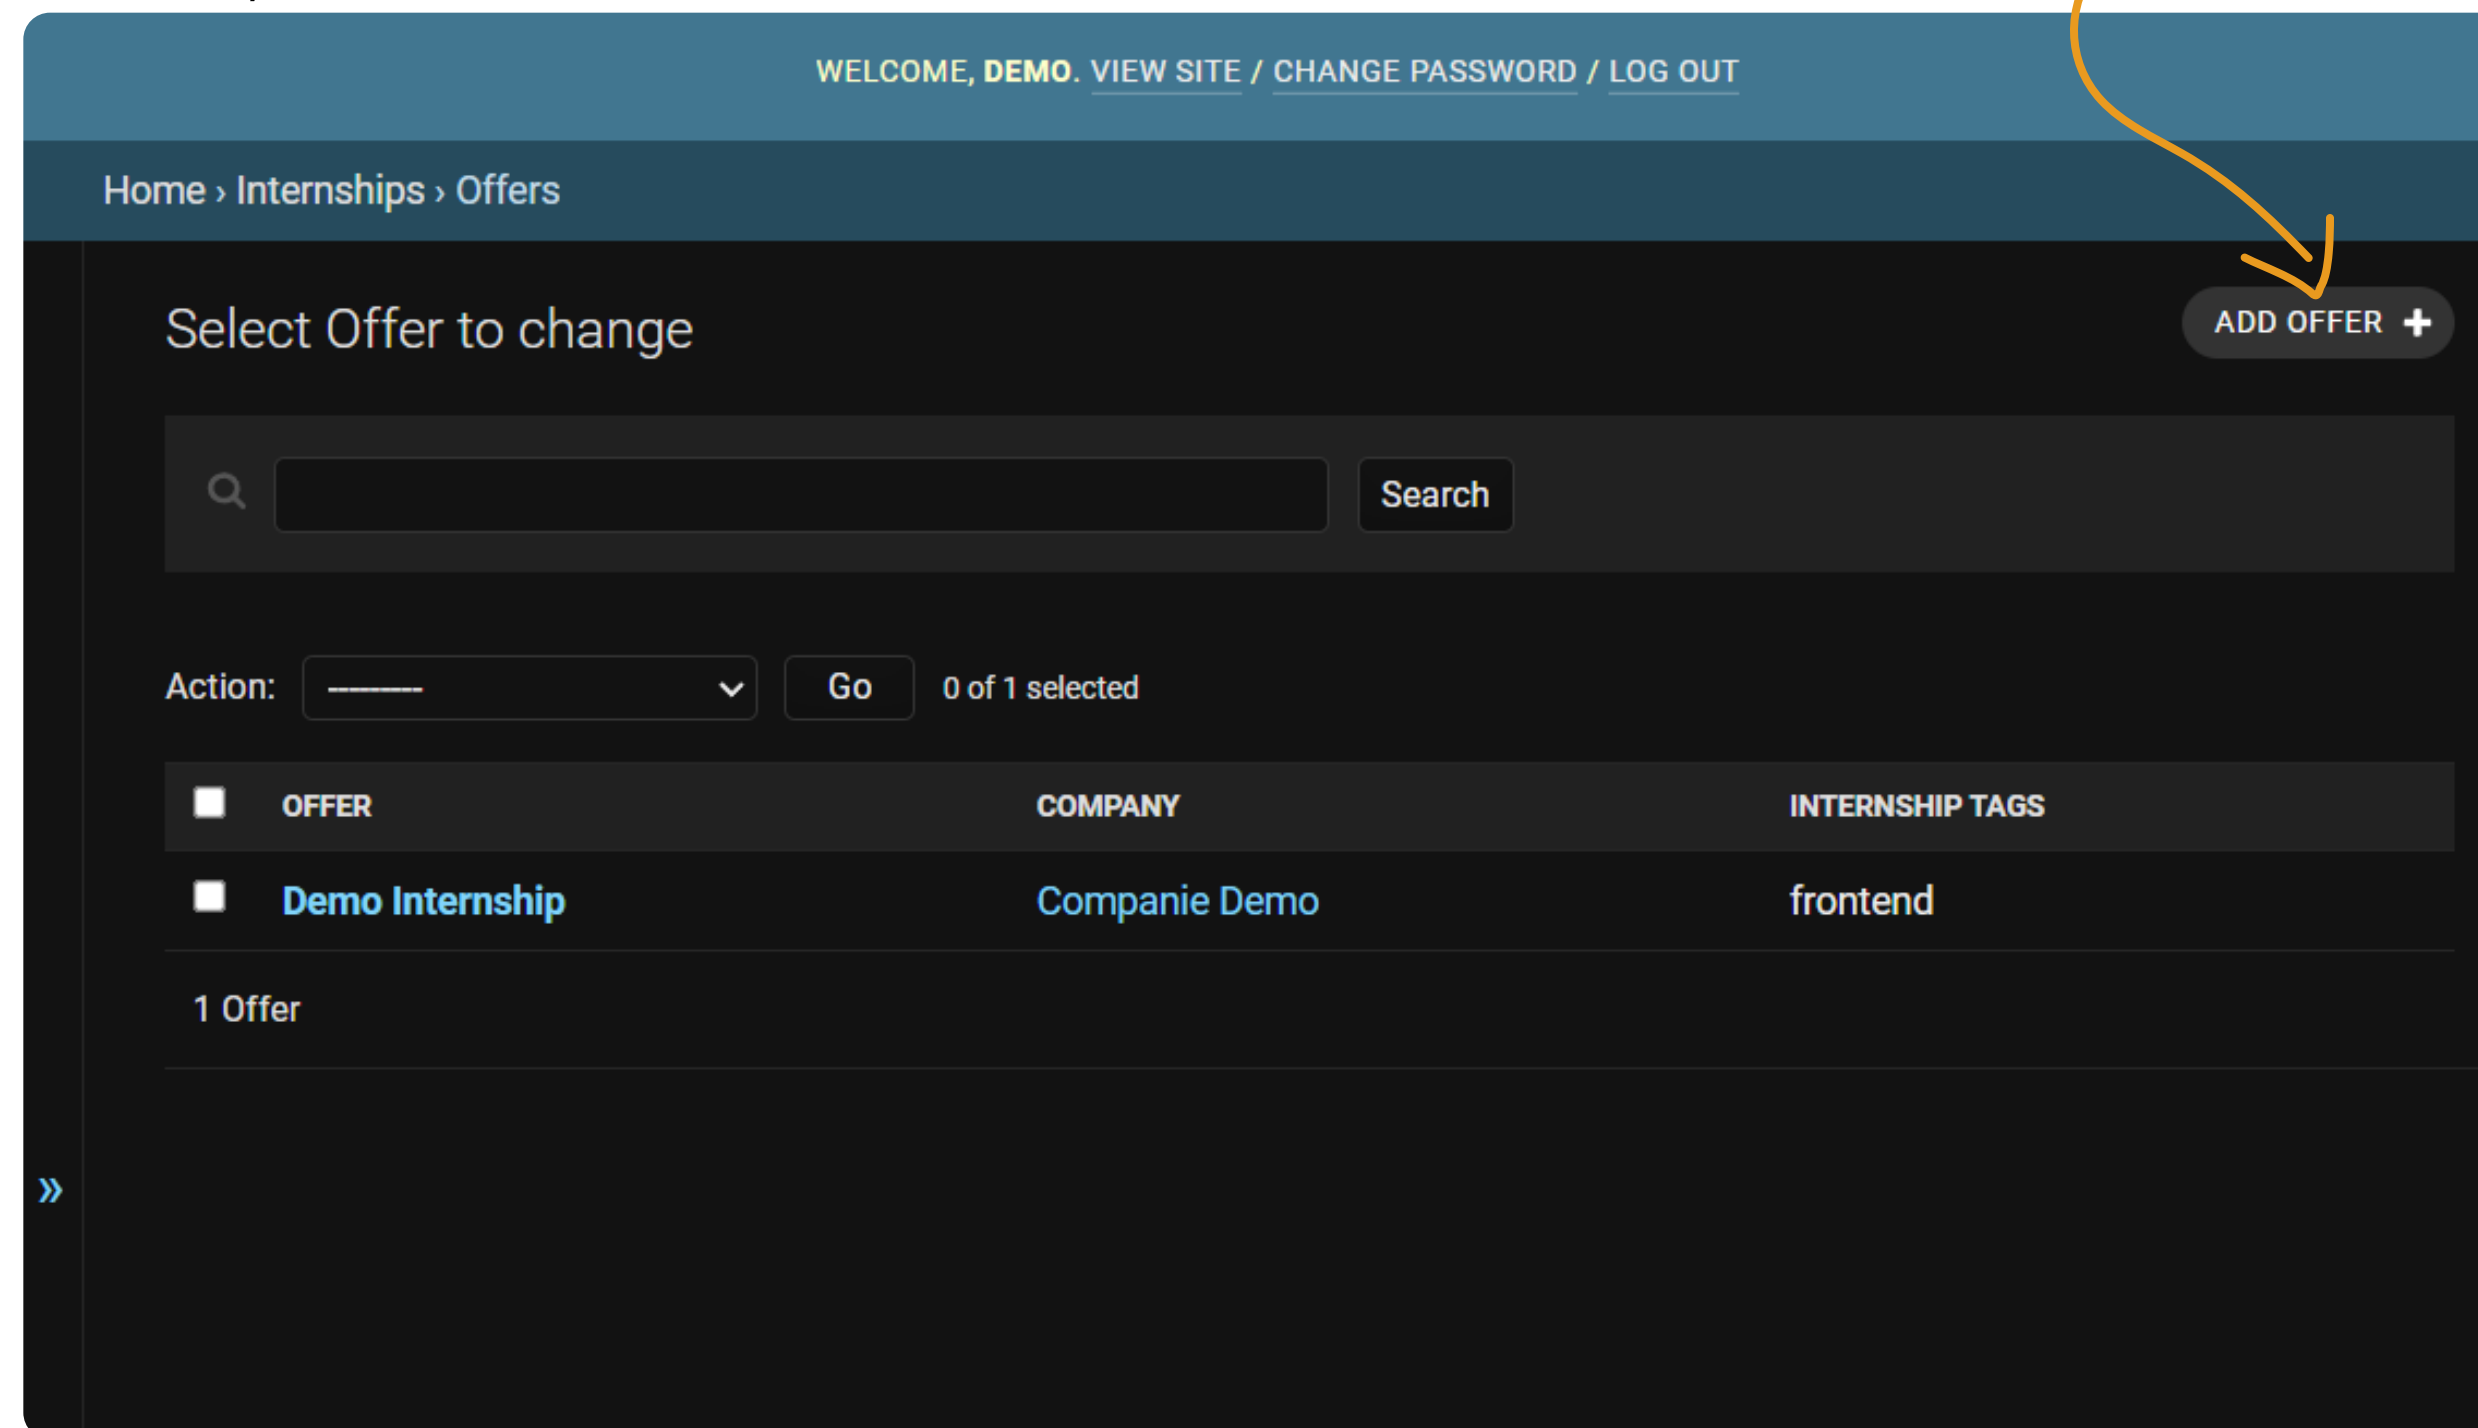 WELCOME, DEMO. VIEW SITE / CHANGE PASSWORD / LOG OUT
Home › Internships › Offers
Select Offer to change
ADD OFFER +
Search
Action: --------- Go 0 of 1 selected
OFFER COMPANY INTERNSHIP TAGS
Demo Internship Companie Demo frontend
1 Offer
»